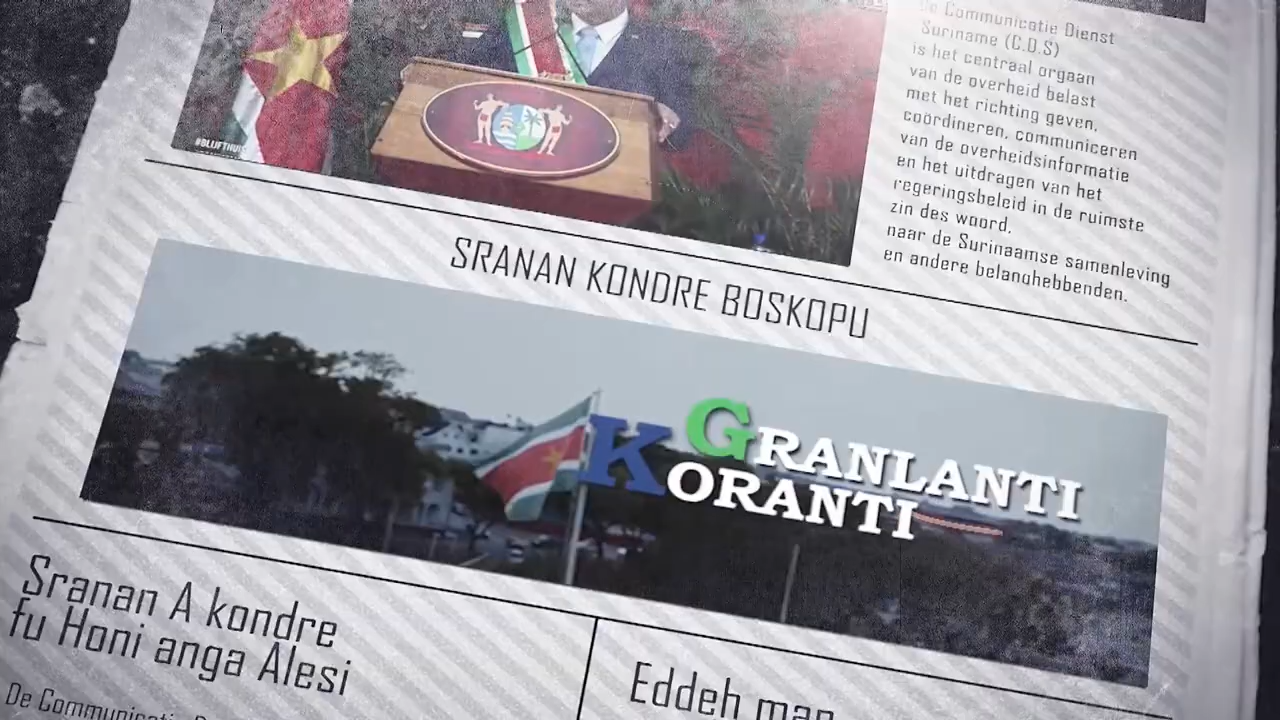 De Communicatie Dienst
Suriname (C.D.S)
is het centraal orgaan
van de overheid belast
met het richting geven,
coördineren, communiceren
van de overheidsinformatie
en het uitdragen van het
regeringsbeleid in de ruimste
zin des woord.
naar de Surinaamse samenleving
en andere belanghebbenden.
SRANAN KONDRE BOSKOPU
GRANLANTI
KORANTI
Sranan A kondre
fu Honi anga Alesi
Eddeh man
De Communicatie